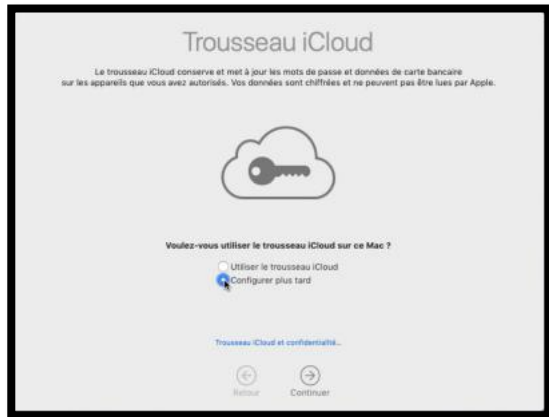 Trousseau iCloud
Le trousseau iCloud conserve et met à jour les mots de passe et données de carte bancaire
sur les appareils que vous avez autorisés. Vos données sont chiffrées et ne peuvent pas être lues par Apple.
Voulez-vous utiliser le trousseau iCloud sur ce Mac ?
Utiliser le trousseau iCloud
Configurer plus tard
Trousseau iCloud et confidentialité...
Retour
Continuer